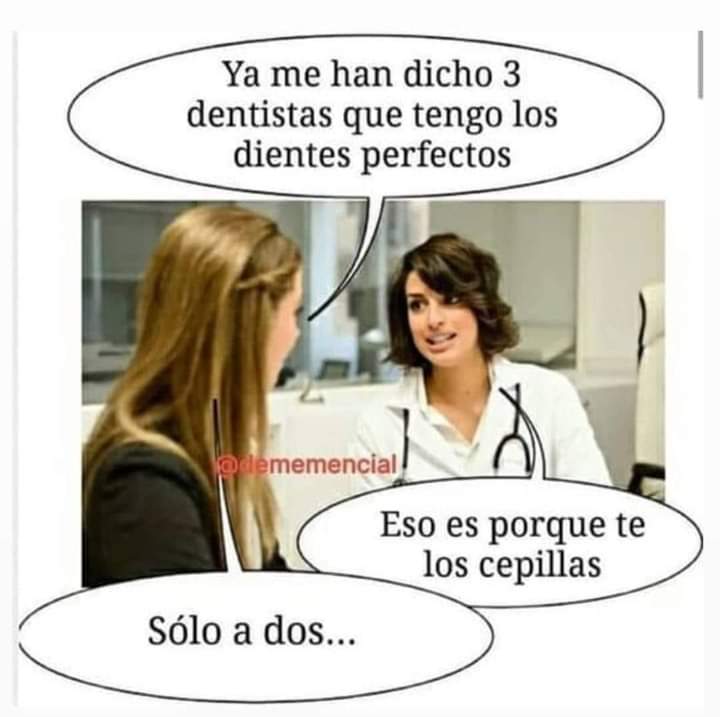 Ya me han dicho 3
dentistas que tengo los
dientes perfectos
@dememencial
Eso es porque te
los cepillas
Sólo a dos...